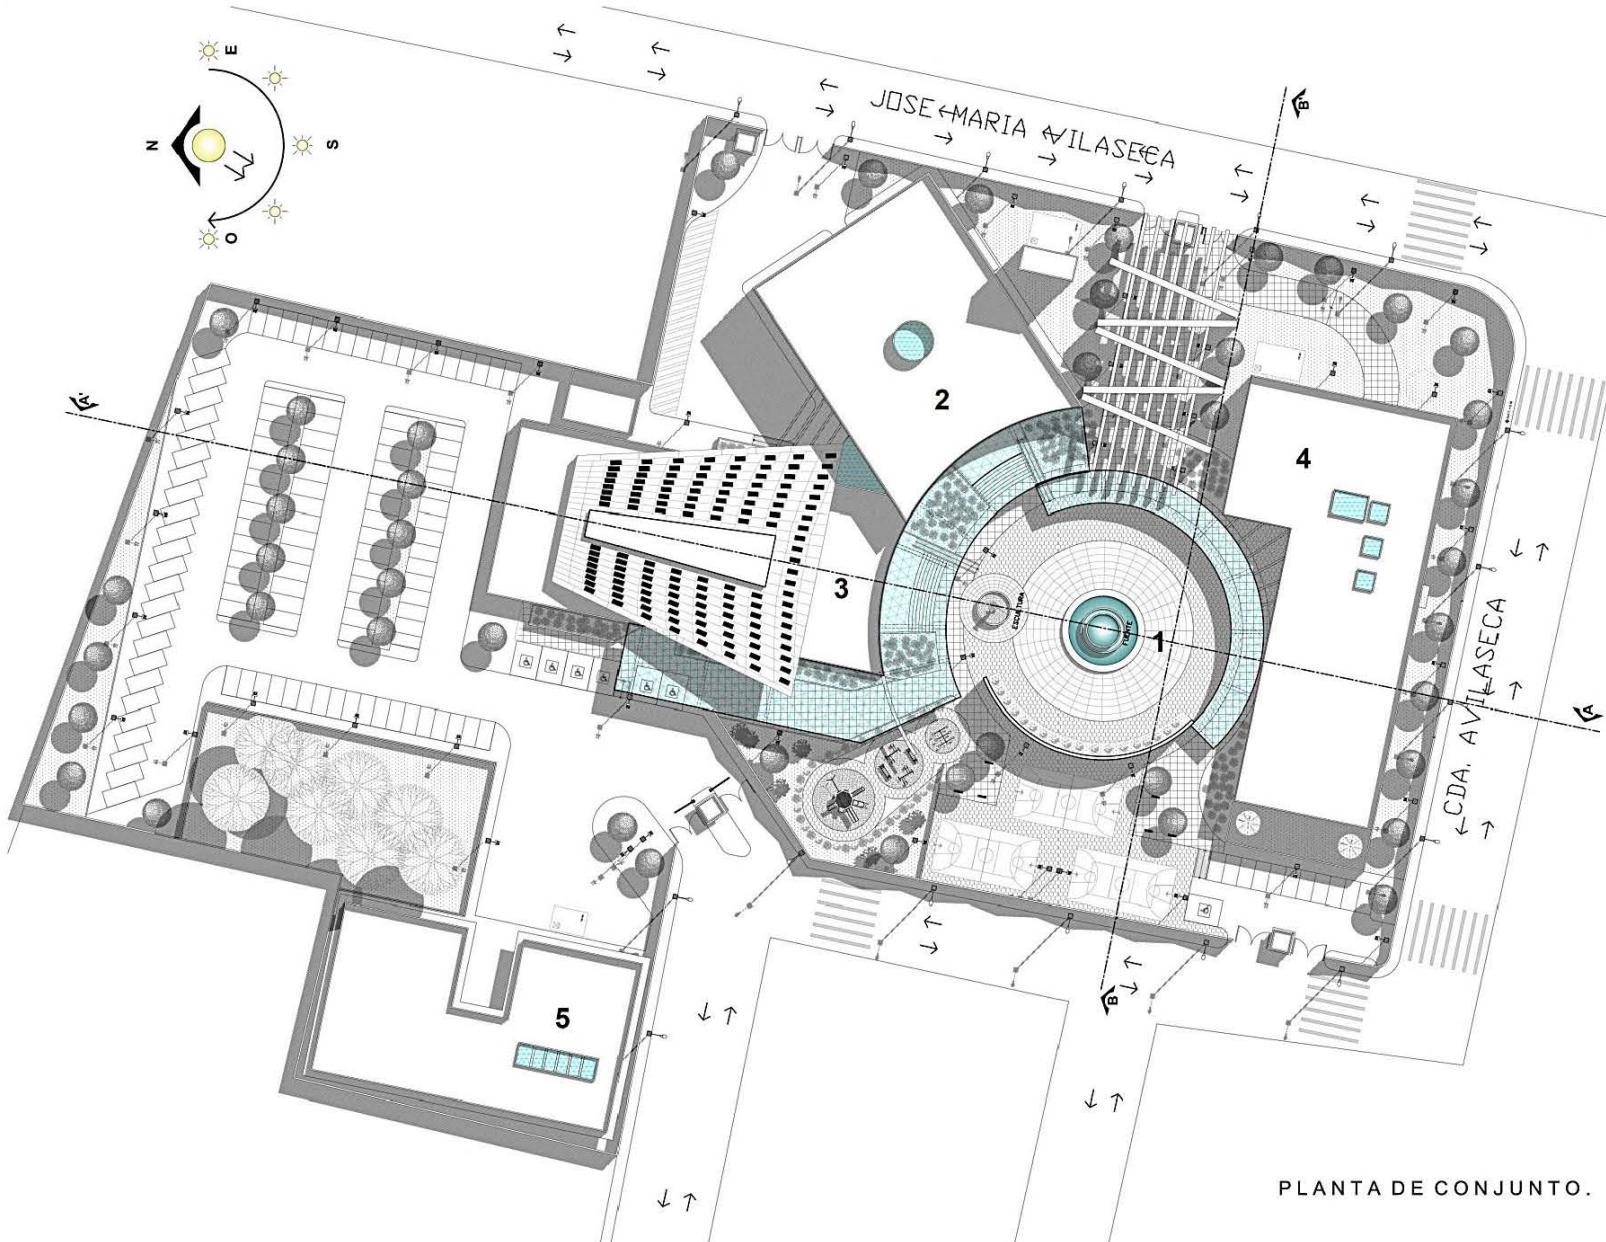 E
N
S
O
B'
JOSE MARIA AVILASECA
A'
2
4
3
ESCULTURA
FUENTE
1
CDA. AVILASECA
A
B
5
PLANTA DE CONJUNTO.